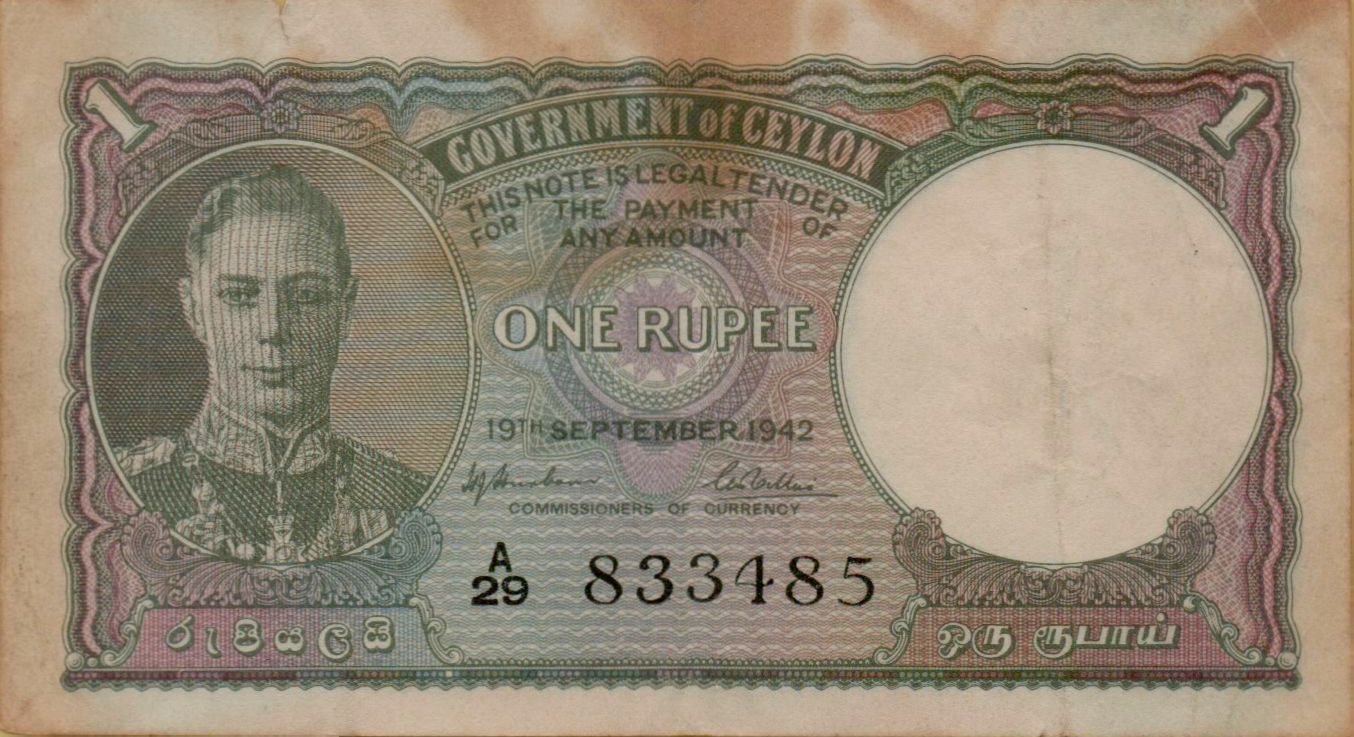 1 1
GOVERNMENT of CEYLON
THIS NOTE IS LEGAL TENDER
FOR THE PAYMENT OF
ANY AMOUNT
ONE RUPEE
19TH SEPTEMBER 1942
COMMISSIONERS OF CURRENCY
A
29 833485
රුපියලයි ஒரு ரூபாய்